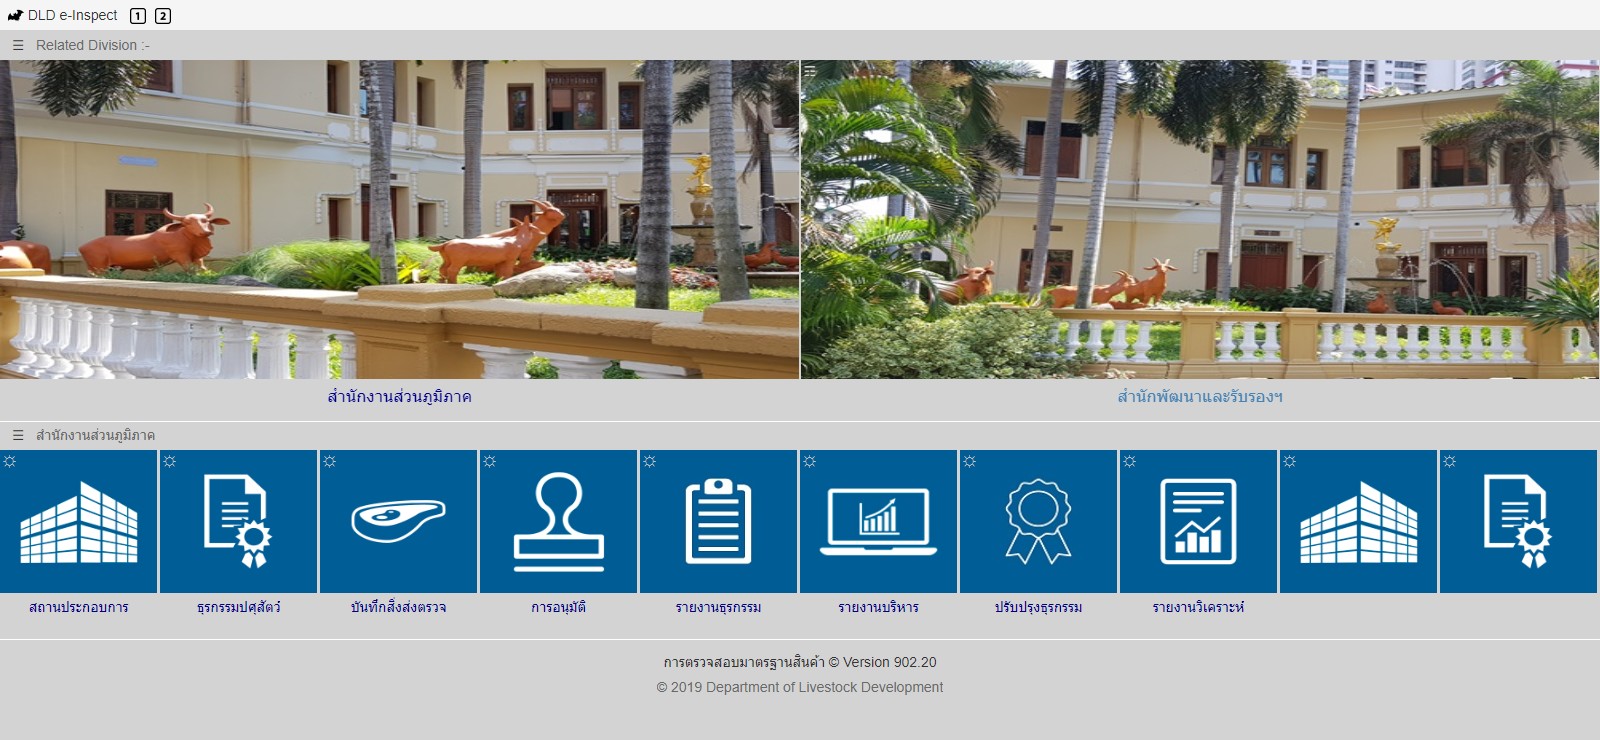 DLD e-Inspect 1 2
☰ Related Division :-
สำนักงานส่วนภูมิภาค
สำนักพัฒนาและรับรองฯ
☰ สำนักงานส่วนภูมิภาค
สถานประกอบการ
ธุรกรรมปศุสัตว์
บันทึกสิ่งส่งตรวจ
การอนุมัติ
รายงานธุรกรรม
รายงานบริหาร
ปรับปรุงธุรกรรม
รายงานวิเคราะห์
การตรวจสอบมาตรฐานสินค้า © Version 902.20
© 2019 Department of Livestock Development